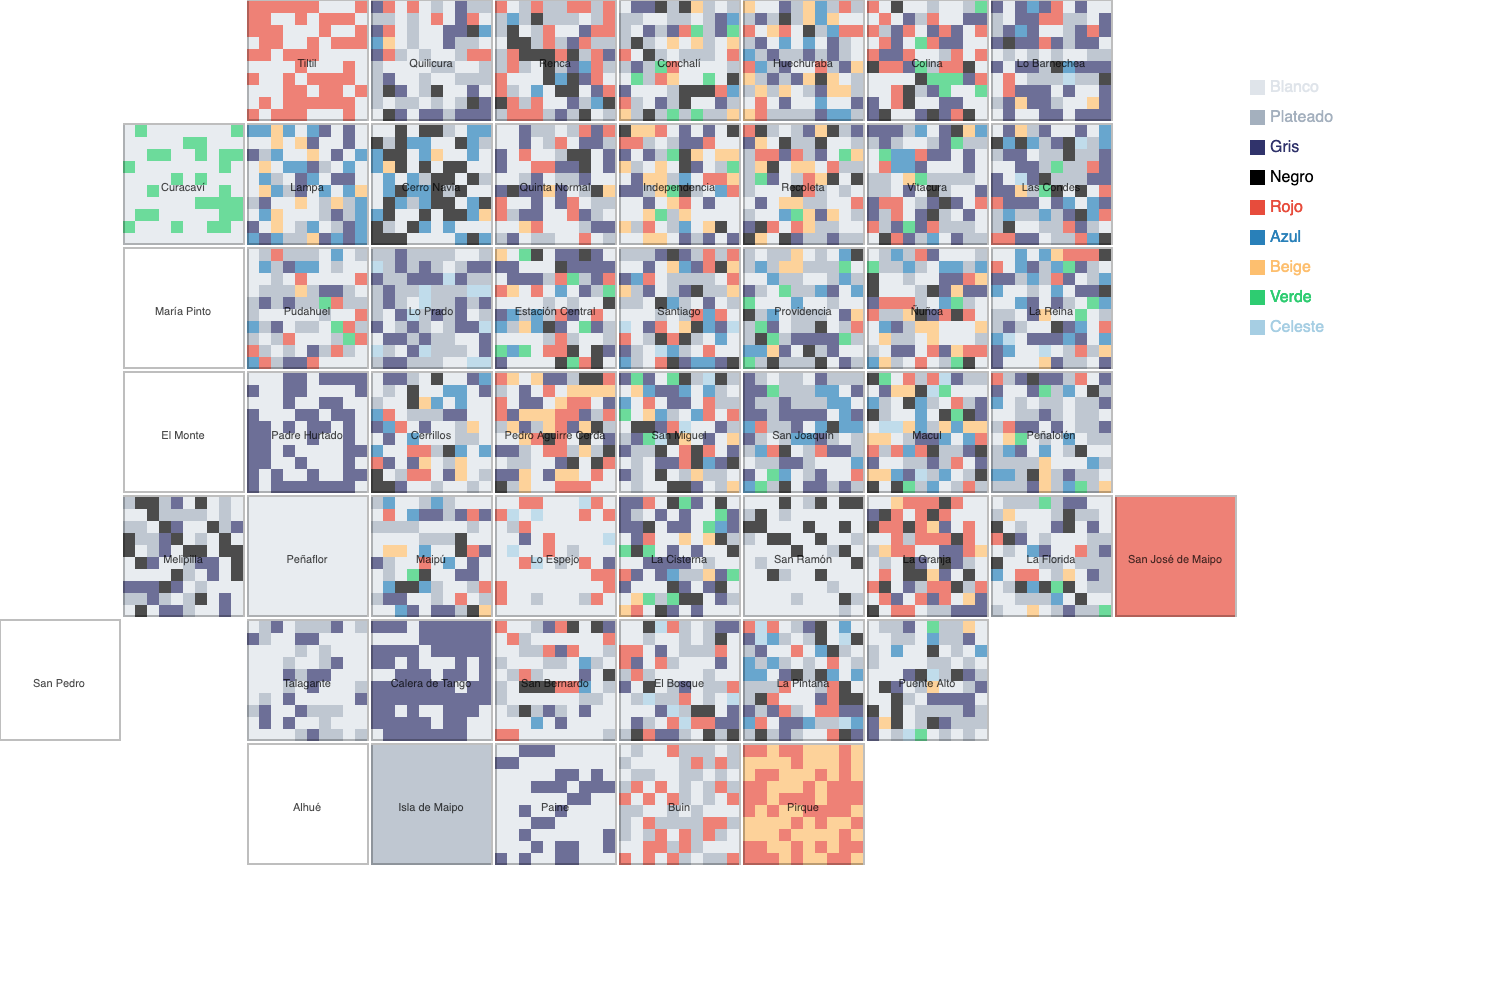 Tiltil
Quilicura
Renca
Conchalí
Huechuraba
Colina
Lo Barnechea
Curacaví
Lampa
Cerro Navia
Quinta Normal
Independencia
Recoleta
Vitacura
Las Condes
María Pinto
Pudahuel
Lo Prado
Estación Central
Santiago
Providencia
Ñuñoa
La Reina
El Monte
Padre Hurtado
Cerrillos
Pedro Aguirre Cerda
San Miguel
San Joaquín
Macul
Peñalolén
Melipilla
Peñaflor
Maipú
Lo Espejo
La Cisterna
San Ramón
La Granja
La Florida
San José de Maipo
San Pedro
Talagante
Calera de Tango
San Bernardo
El Bosque
La Pintana
Puente Alto
Alhué
Isla de Maipo
Paine
Buin
Pirque
Blanco
Plateado
Gris
Negro
Rojo
Azul
Beige
Verde
Celeste